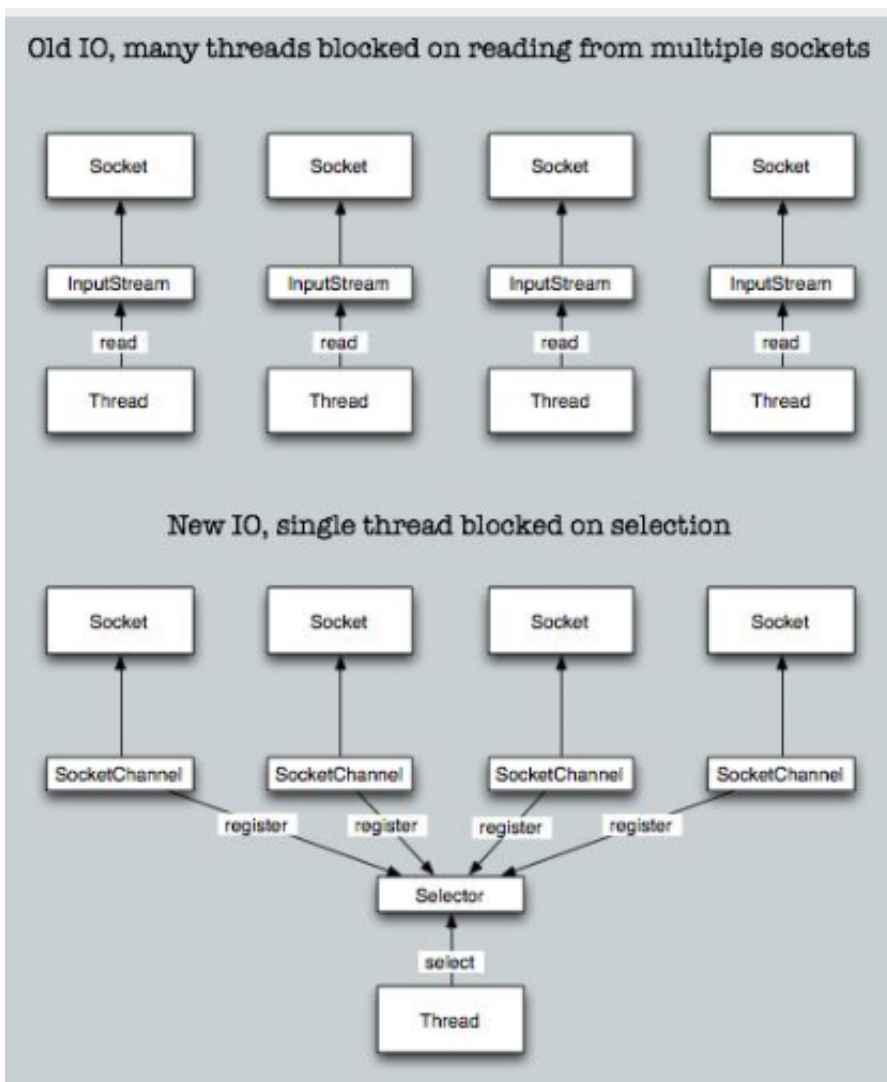 Old IO, many threads blocked on reading from multiple sockets
Socket Socket Socket Socket
InputStream InputStream InputStream InputStream
read read read read
Thread Thread Thread Thread
New IO, single thread blocked on selection
Socket Socket Socket Socket
SocketChannel SocketChannel SocketChannel SocketChannel
register register register register
Selector
select
Thread